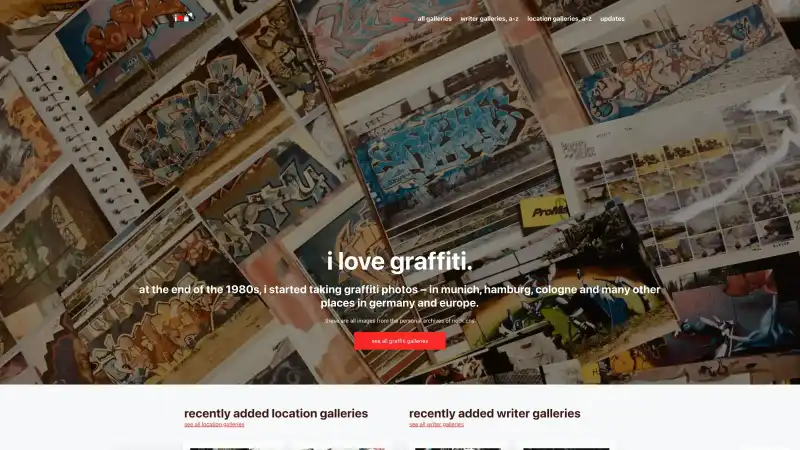 all galleries
writer galleries, a-z
location galleries, a-z
updates
i love graffiti.
at the end of the 1980s, i started taking graffiti photos – in munich, hamburg, cologne and many other
places in germany and europe.
see all graffiti galleries
recently added location galleries
see all location galleries
recently added writer galleries
see all writer galleries